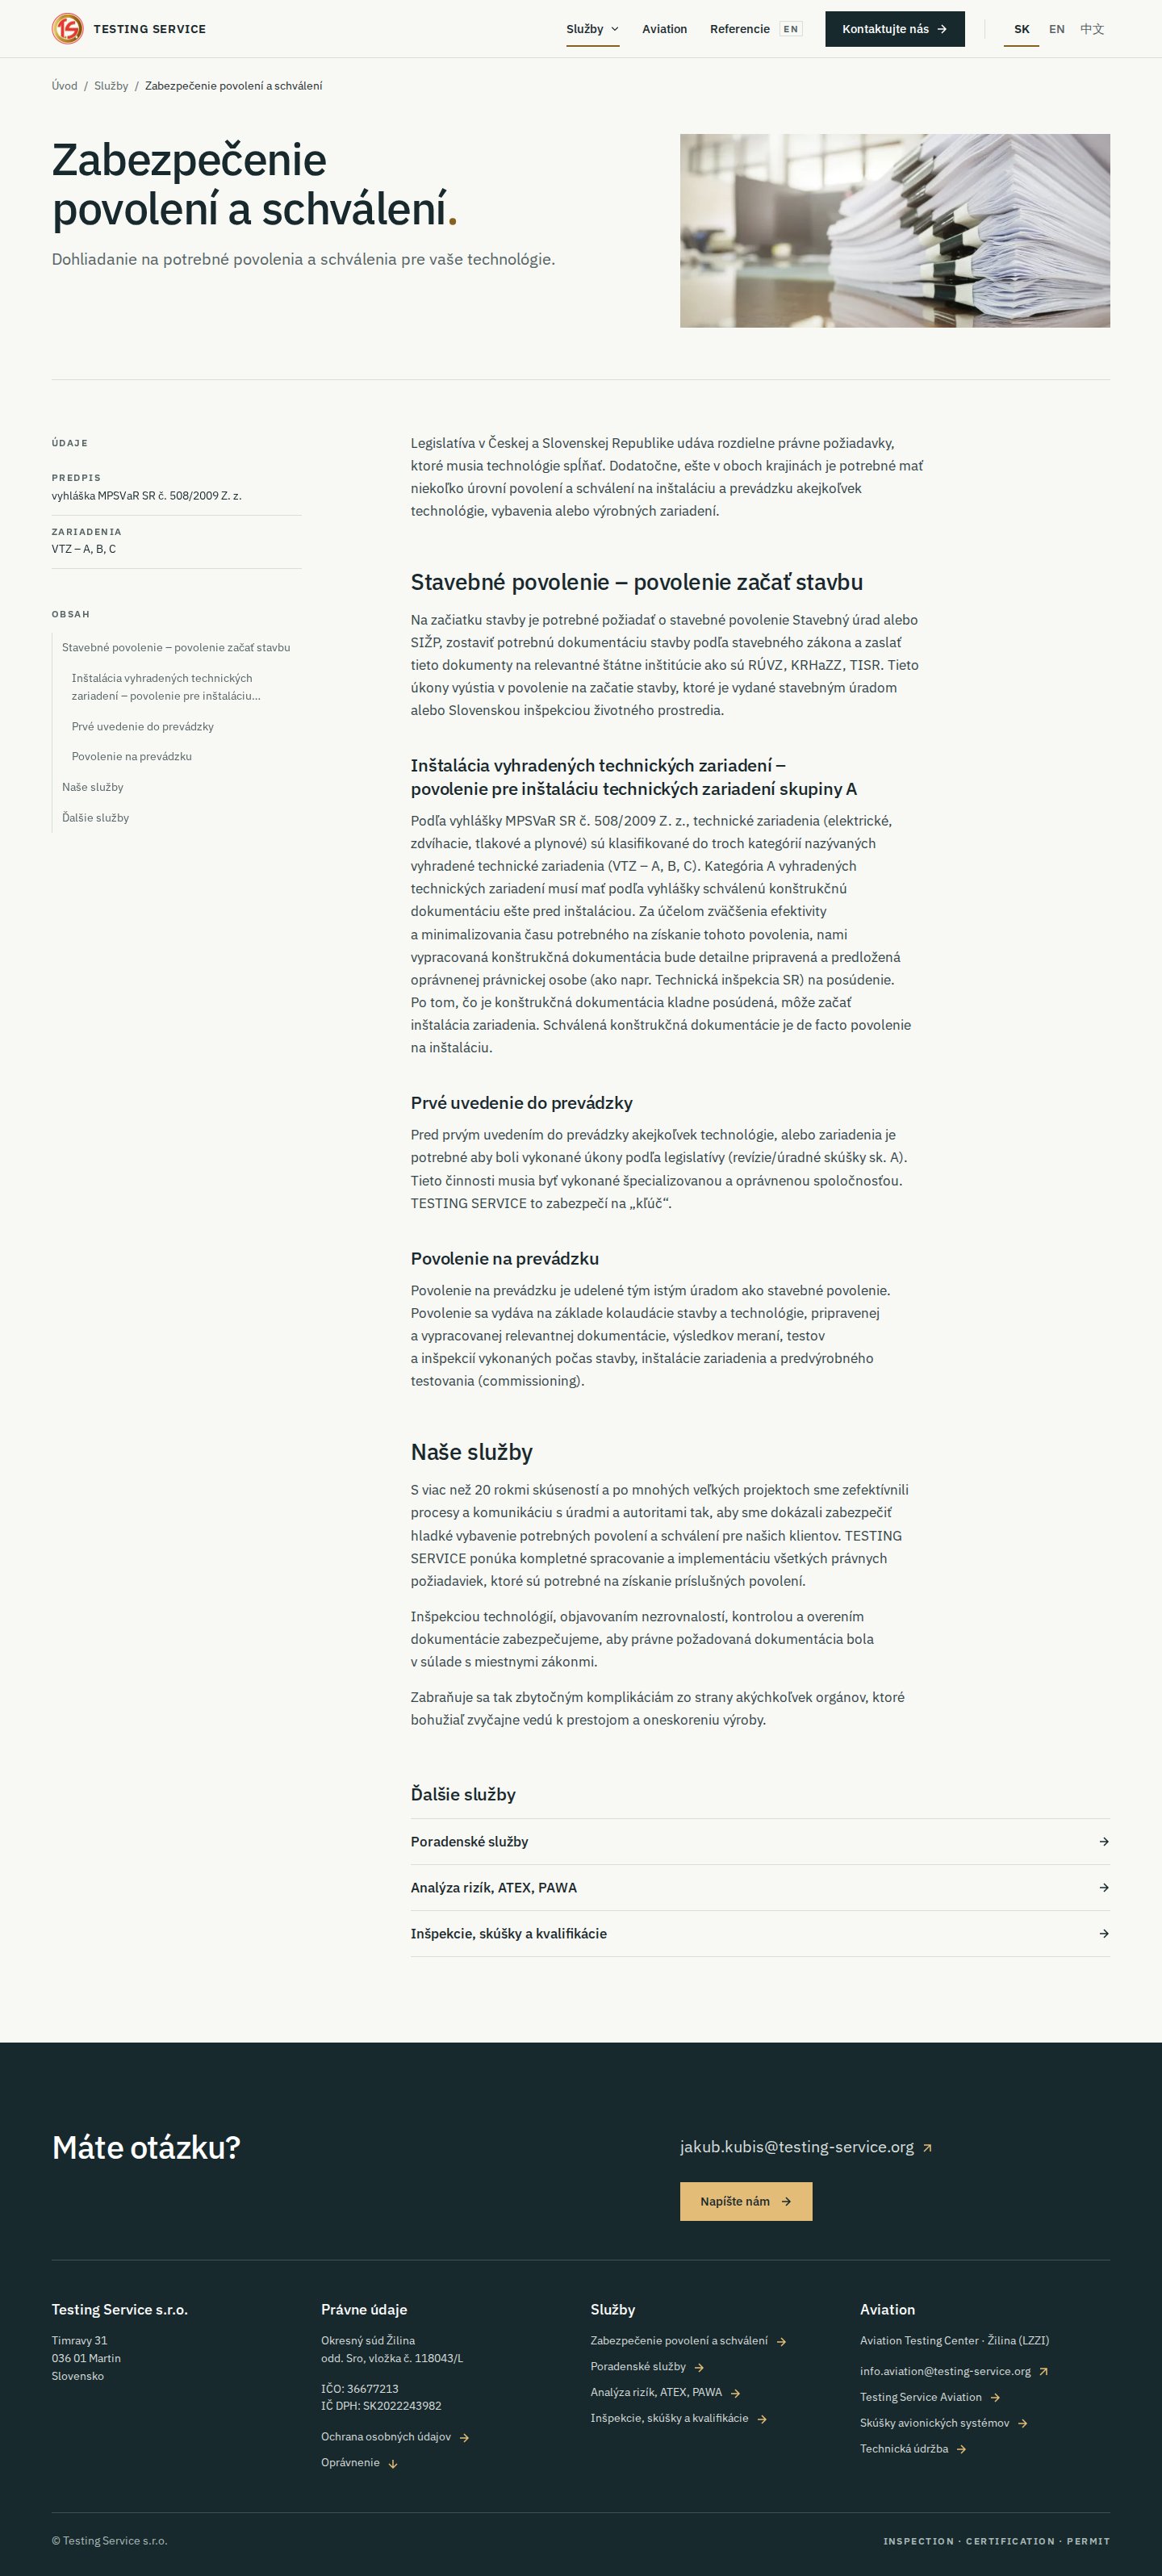 TESTING SERVICE
Služby
Aviation
Referencie EN
Kontaktujte nás →
SK EN 中文
Úvod / Služby / Zabezpečenie povolení a schválení
Zabezpečenie
povolení a schválení.
Dohliadanie na potrebné povolenia a schválenia pre vaše technológie.
ÚDAJE
PREDPIS
vyhláška MPSVaR SR č. 508/2009 Z. z.
ZARIADENIA
VTZ – A, B, C
OBSAH
Stavebné povolenie – povolenie začať stavbu
Inštalácia vyhradených technických
zariadení – povolenie pre inštaláciu…
Prvé uvedenie do prevádzky
Povolenie na prevádzku
Naše služby
Ďalšie služby
Legislatíva v Českej a Slovenskej Republike udáva rozdielne právne požiadavky,
ktoré musia technológie spĺňať. Dodatočne, ešte v oboch krajinách je potrebné mať
niekoľko úrovní povolení a schválení na inštaláciu a prevádzku akejkoľvek
technológie, vybavenia alebo výrobných zariadení.
Stavebné povolenie – povolenie začať stavbu
Na začiatku stavby je potrebné požiadať o stavebné povolenie Stavebný úrad alebo
SIŽP, zostaviť potrebnú dokumentáciu stavby podľa stavebného zákona a zaslať
tieto dokumenty na relevantné štátne inštitúcie ako sú RÚVZ, KRHaZZ, TISR. Tieto
úkony vyústia v povolenie na začatie stavby, ktoré je vydané stavebným úradom
alebo Slovenskou inšpekciou životného prostredia.
Inštalácia vyhradených technických zariadení –
povolenie pre inštaláciu technických zariadení skupiny A
Podľa vyhlášky MPSVaR SR č. 508/2009 Z. z., technické zariadenia (elektrické,
zdvíhacie, tlakové a plynové) sú klasifikované do troch kategórií nazývaných
vyhradené technické zariadenia (VTZ – A, B, C). Kategória A vyhradených
technických zariadení musí mať podľa vyhlášky schválenú konštrukčnú
dokumentáciu ešte pred inštaláciou. Za účelom zväčšenia efektivity
a minimalizovania času potrebného na získanie tohoto povolenia, nami
vypracovaná konštrukčná dokumentácia bude detailne pripravená a predložená
oprávnenej právnickej osobe (ako napr. Technická inšpekcia SR) na posúdenie.
Po tom, čo je konštrukčná dokumentácia kladne posúdená, môže začať
inštalácia zariadenia. Schválená konštrukčná dokumentácie je de facto povolenie
na inštaláciu.
Prvé uvedenie do prevádzky
Pred prvým uvedením do prevádzky akejkoľvek technológie, alebo zariadenia je
potrebné aby boli vykonané úkony podľa legislatívy (revízie/úradné skúšky sk. A).
Tieto činnosti musia byť vykonané špecializovanou a oprávnenou spoločnosťou.
TESTING SERVICE to zabezpečí na „kľúč“.
Povolenie na prevádzku
Povolenie na prevádzku je udelené tým istým úradom ako stavebné povolenie.
Povolenie sa vydáva na základe kolaudácie stavby a technológie, pripravenej
a vypracovanej relevantnej dokumentácie, výsledkov meraní, testov
a inšpekcií vykonaných počas stavby, inštalácie zariadenia a predvýrobného
testovania (commissioning).
Naše služby
S viac než 20 rokmi skúseností a po mnohých veľkých projektoch sme zefektívnili
procesy a komunikáciu s úradmi a autoritami tak, aby sme dokázali zabezpečiť
hladké vybavenie potrebných povolení a schválení pre našich klientov. TESTING
SERVICE ponúka kompletné spracovanie a implementáciu všetkých právnych
požiadaviek, ktoré sú potrebné na získanie príslušných povolení.
Inšpekciou technológií, objavovaním nezrovnalostí, kontrolou a overením
dokumentácie zabezpečujeme, aby právne požadovaná dokumentácia bola
v súlade s miestnymi zákonmi.
Zabraňuje sa tak zbytočným komplikáciám zo strany akýchkoľvek orgánov, ktoré
bohužiaľ zvyčajne vedú k prestojom a oneskoreniu výroby.
Ďalšie služby
Poradenské služby →
Analýza rizík, ATEX, PAWA →
Inšpekcie, skúšky a kvalifikácie →
Máte otázku?
jakub.kubis@testing-service.org ↗
Napíšte nám →
Testing Service s.r.o.
Timravy 31
036 01 Martin
Slovensko
Právne údaje
Okresný súd Žilina
odd. Sro, vložka č. 118043/L
IČO: 36677213
IČ DPH: SK2022243982
Ochrana osobných údajov →
Oprávnenie ↓
Služby
Zabezpečenie povolení a schválení →
Poradenské služby →
Analýza rizík, ATEX, PAWA →
Inšpekcie, skúšky a kvalifikácie →
Aviation
Aviation Testing Center · Žilina (LZZI)
info.aviation@testing-service.org ↗
Testing Service Aviation →
Skúšky avionických systémov →
Technická údržba →
© Testing Service s.r.o.
INSPECTION · CERTIFICATION · PERMIT